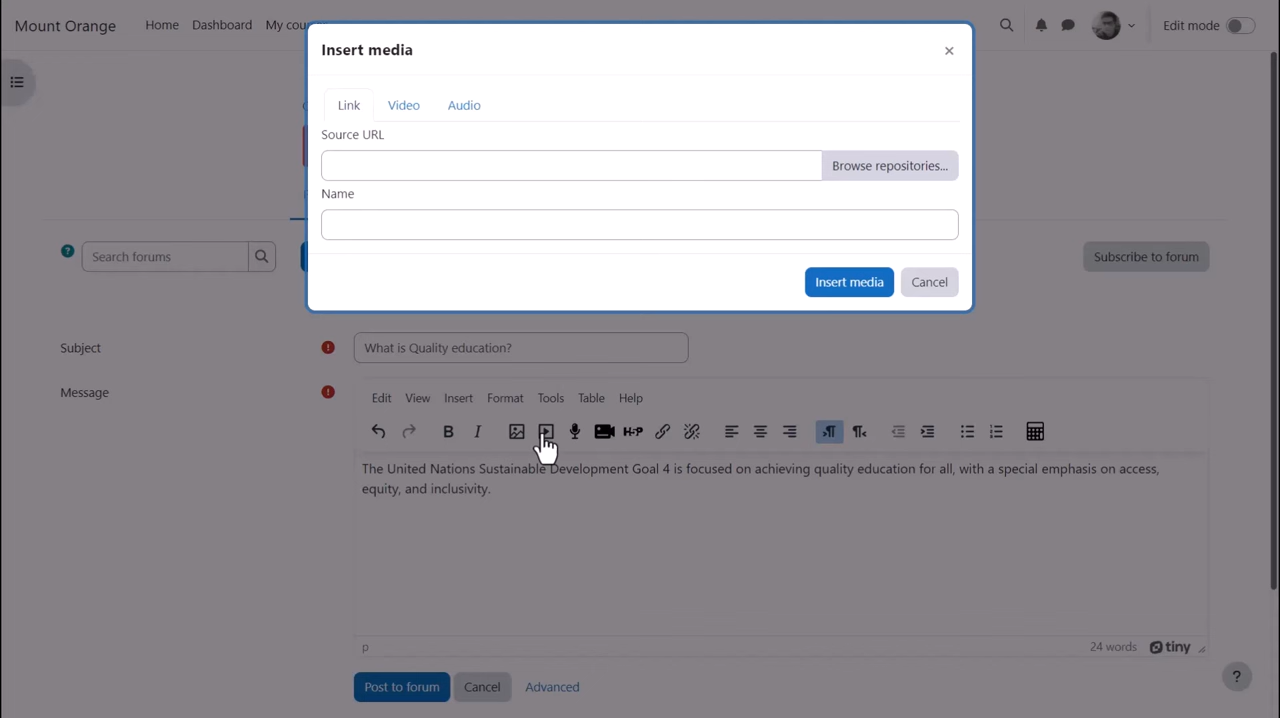 Mount Orange
Home
Dashboard
My cou
Edit mode
Insert media
×
Link
Video
Audio
Source URL
Browse repositories...
Name
Insert media
Cancel
?
Search forums
Subscribe to forum
Subject
!
What is Quality education?
Message
!
Edit
View
Insert
Format
Tools
Table
Help
B
I
H-P
The United Nations Sustainable Development Goal 4 is focused on achieving quality education for all, with a special emphasis on access,
equity, and inclusivity.
p
24 words
tiny
Post to forum
Cancel
Advanced
?